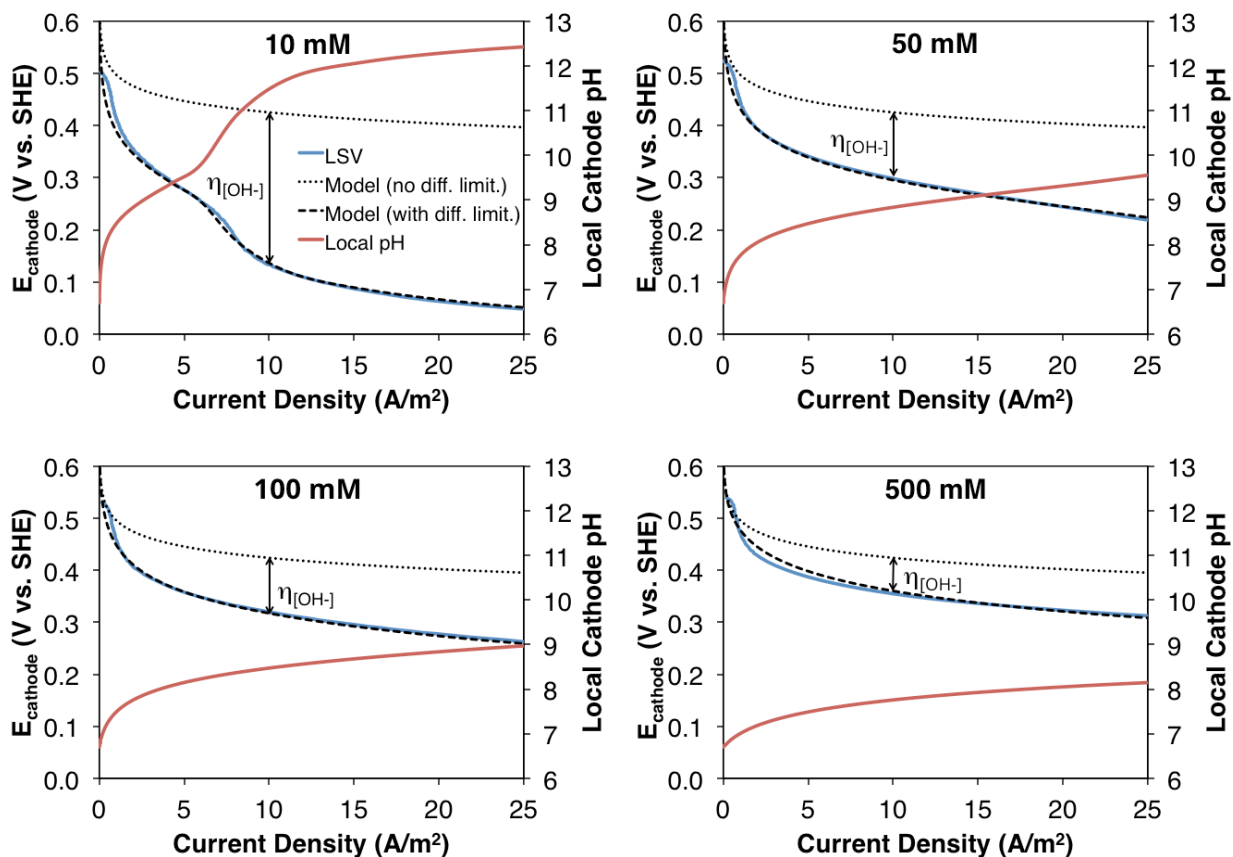 10 mM
0.6
0.5
0.4
0.3
0.2
0.1
0.0
E_cathode (V vs. SHE)
13
12
11
10
9
8
7
6
Local Cathode pH
η[OH-]
LSV
Model (no diff. limit.)
Model (with diff. limit.)
Local pH
0 5 10 15 20 25
Current Density (A/m²)
50 mM
0.6
0.5
0.4
0.3
0.2
0.1
0.0
E_cathode (V vs. SHE)
13
12
11
10
9
8
7
6
Local Cathode pH
η[OH-]
0 5 10 15 20 25
Current Density (A/m²)
100 mM
0.6
0.5
0.4
0.3
0.2
0.1
0.0
E_cathode (V vs. SHE)
13
12
11
10
9
8
7
6
Local Cathode pH
η[OH-]
0 5 10 15 20 25
Current Density (A/m²)
500 mM
0.6
0.5
0.4
0.3
0.2
0.1
0.0
E_cathode (V vs. SHE)
13
12
11
10
9
8
7
6
Local Cathode pH
η[OH-]
0 5 10 15 20 25
Current Density (A/m²)